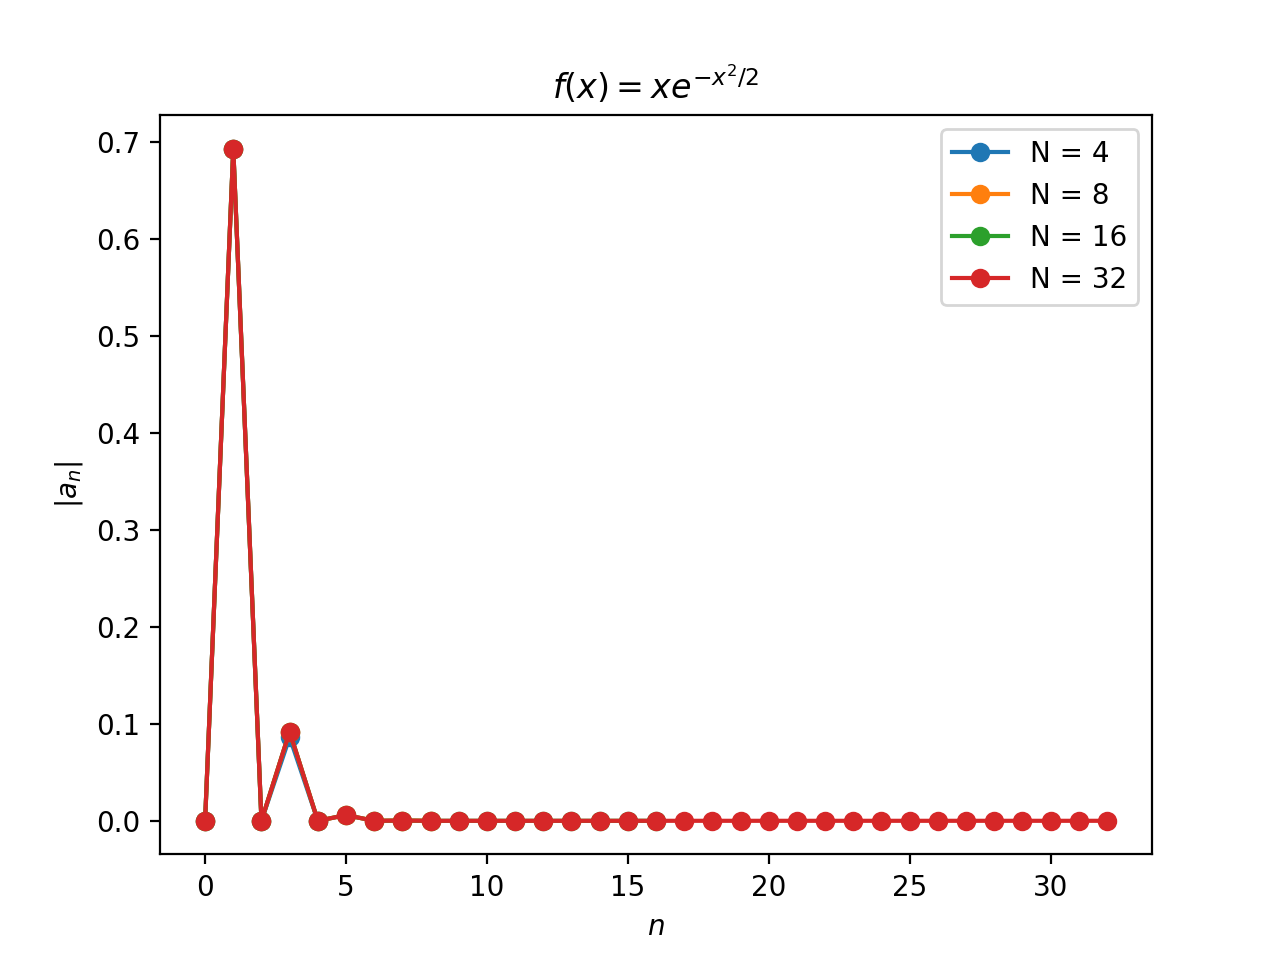 f(x) = xe^{-x^2/2}
0.7
0.6
0.5
0.4
0.3
0.2
0.1
0.0
|a_n|
N = 4
N = 8
N = 16
N = 32
0 5 10 15 20 25 30
n